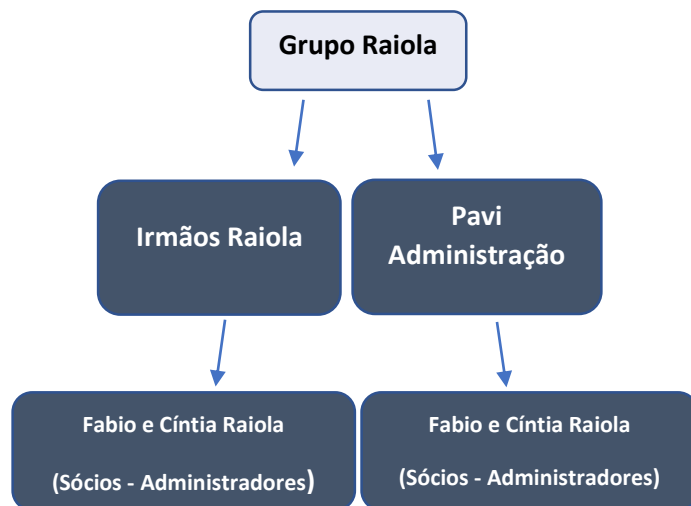 Grupo Raiola
Irmãos Raiola
Pavi
Administração
Fabio e Cíntia Raiola
(Sócios - Administradores)
Fabio e Cíntia Raiola
(Sócios - Administradores)